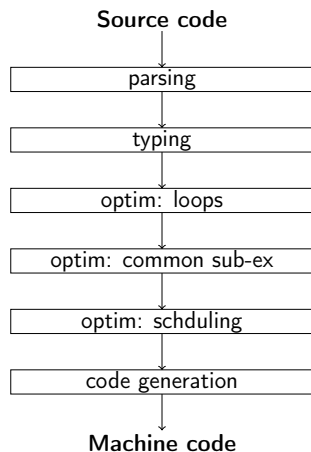 Source code
parsing
typing
optim: loops
optim: common sub-ex
optim: schduling
code generation
Machine code